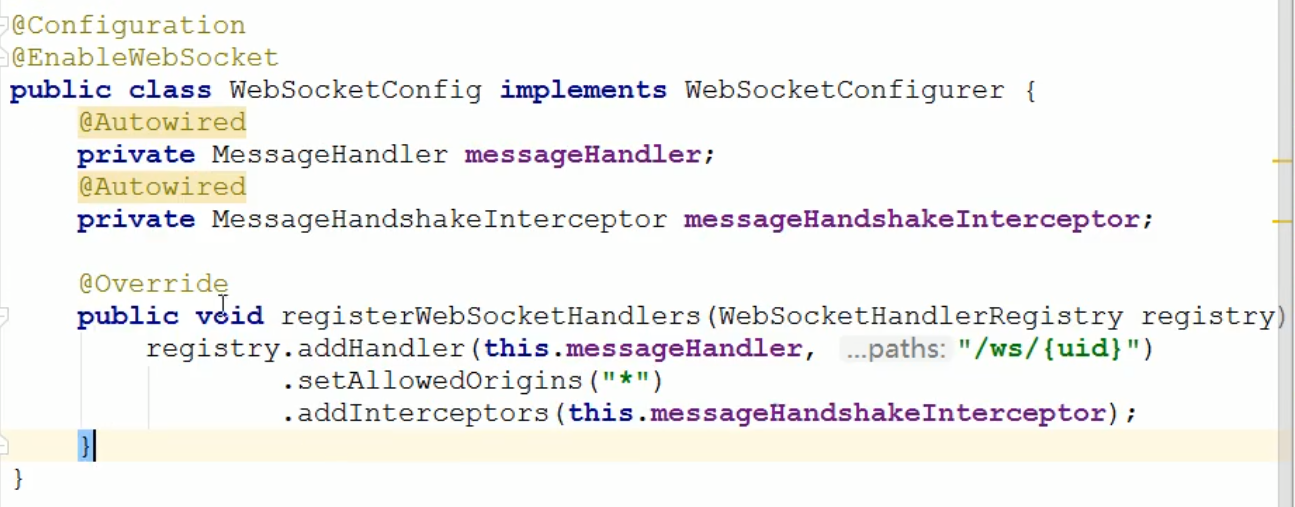 @Configuration
@EnableWebSocket
public class WebSocketConfig implements WebSocketConfigurer {
@Autowired
private MessageHandler messageHandler;
@Autowired
private MessageHandshakeInterceptor messageHandshakeInterceptor;
@Override
public void registerWebSocketHandlers(WebSocketHandlerRegistry registry)
registry.addHandler(this.messageHandler, ...paths: "/ws/{uid}")
.setAllowedOrigins("*")
.addInterceptors(this.messageHandshakeInterceptor);
}
}